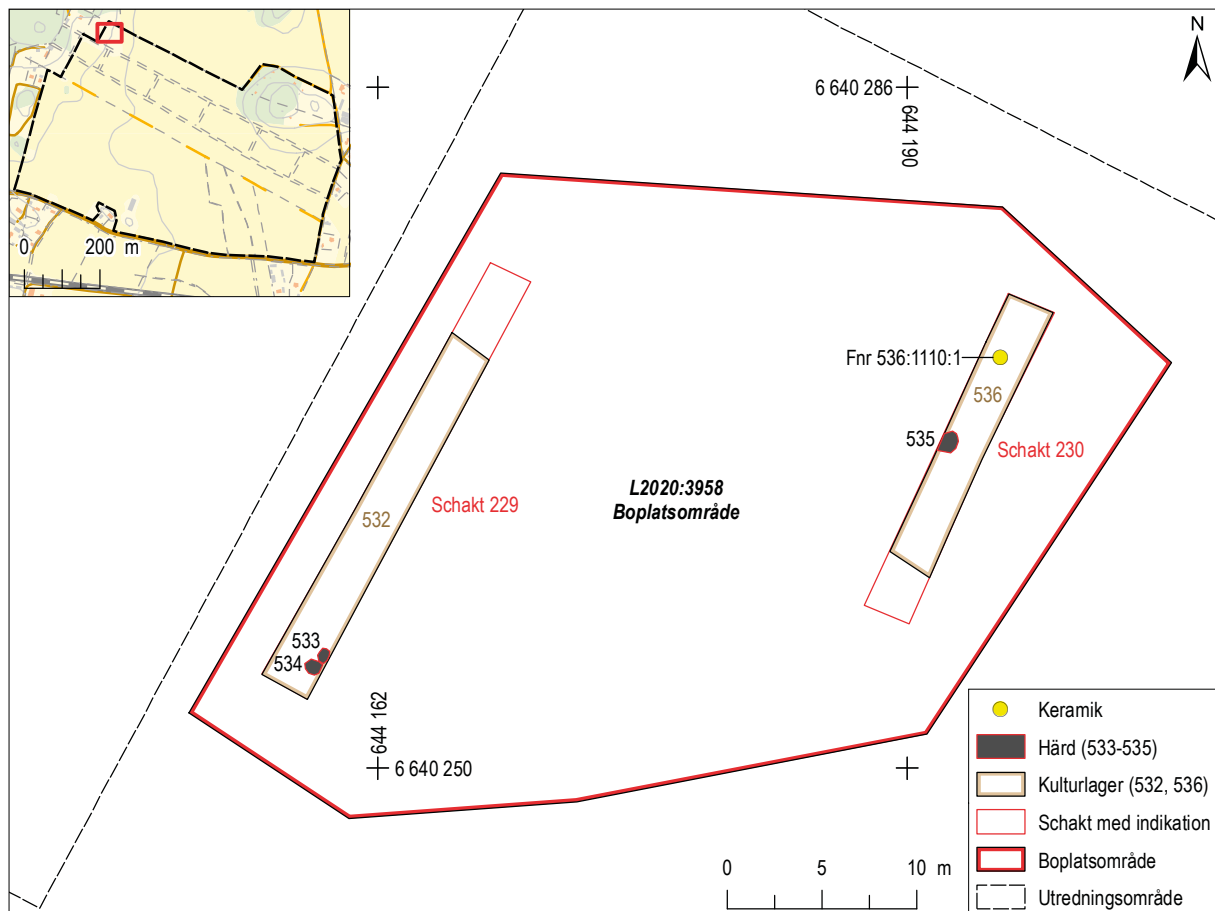 0 200 m
N
6 640 286
644 190
Fnr 536:1110:1
536
535
Schakt 230
L2020:3958
Boplatsområde
Schakt 229
532
533
534
644 162
6 640 250
0 5 10 m
Keramik
Härd (533-535)
Kulturlager (532, 536)
Schakt med indikation
Boplatsområde
Utredningsområde